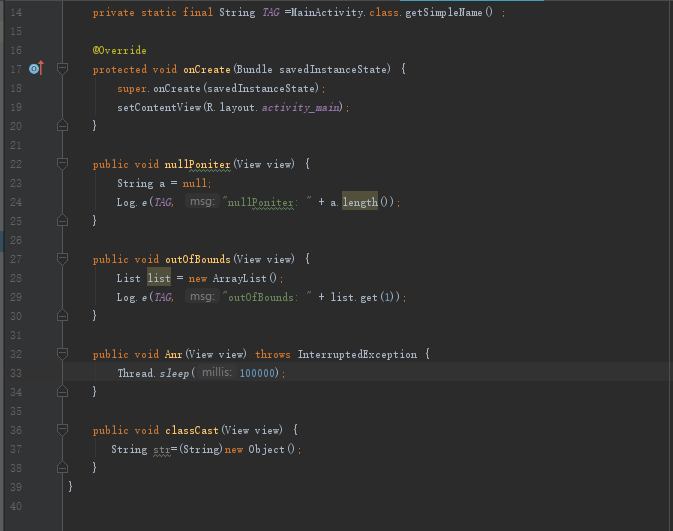 14 private static final String TAG =MainActivity.class.getSimpleName() ;
15
16 @Override
17 protected void onCreate(Bundle savedInstanceState) {
18 super.onCreate(savedInstanceState);
19 setContentView(R.layout.activity_main);
20 }
21
22 public void nullPoniter(View view) {
23 String a = null;
24 Log.e(TAG, msg: "nullPoniter: " + a.length());
25 }
26
27 public void outOfBounds(View view) {
28 List list = new ArrayList();
29 Log.e(TAG, msg: "outOfBounds: " + list.get(1));
30 }
31
32 public void Anr(View view) throws InterruptedException {
33 Thread.sleep( millis: 100000);
34 }
35
36 public void classCast(View view) {
37 String str=(String)new Object();
38 }
39 }
40